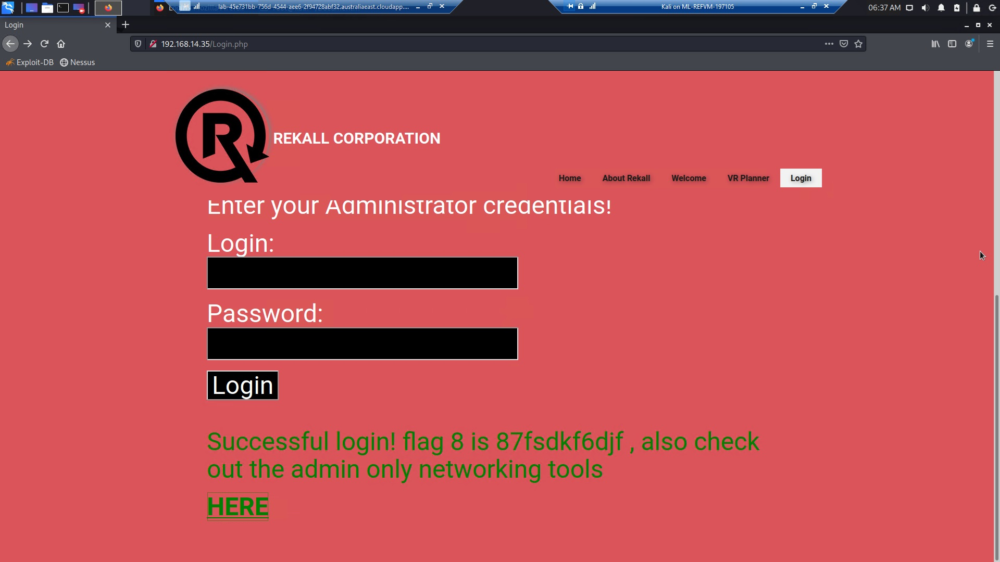 06:37 AM
lab-45e731bb-756d-4544-aee6-2f94728abf32.australiaeast.cloudapp....
Kali on ML-REFVM-197105
Login
192.168.14.35/Login.php
Exploit-DB
Nessus
REKALL CORPORATION
Home
About Rekall
Welcome
VR Planner
Login
Enter your Administrator credentials!
Login:
Password:
Login
Successful login! flag 8 is 87fsdkf6djf , also check
out the admin only networking tools
HERE